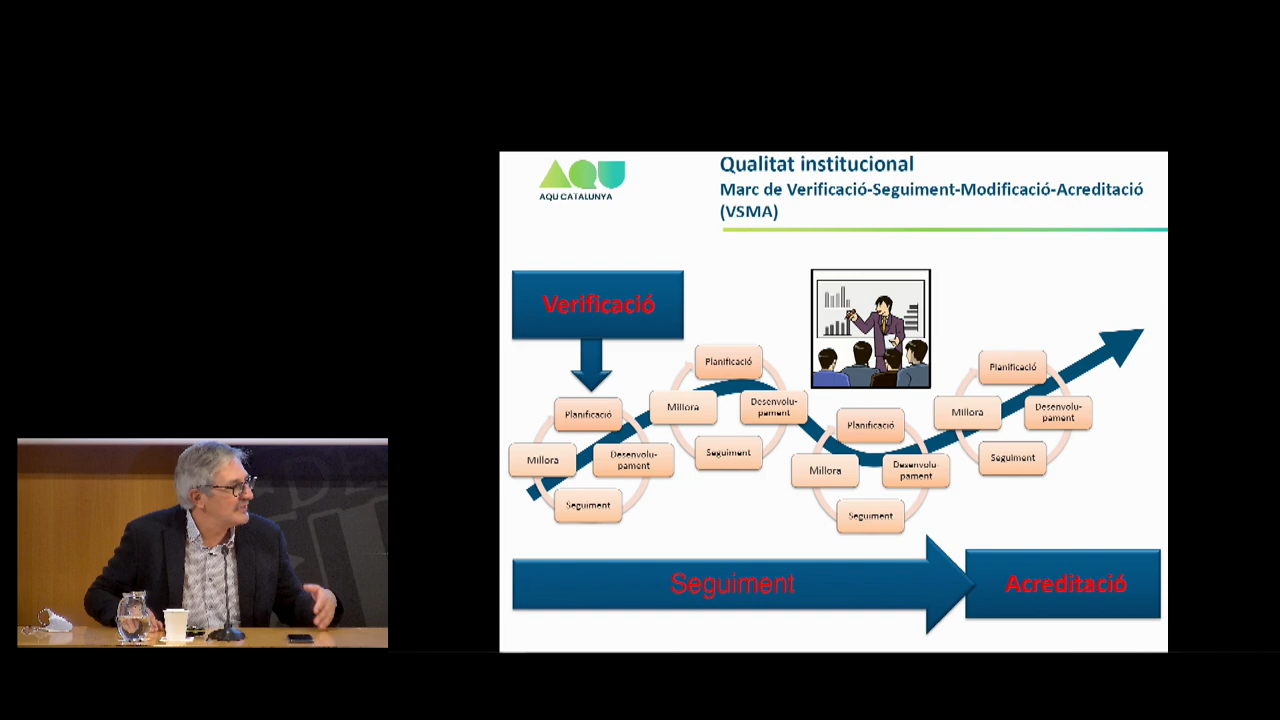 AQU
AQU CATALUNYA
Qualitat institucional
Marc de Verificació-Seguiment-Modificació-Acreditació
(VSMA)
Verificació
Planificació
Millora
Desenvolu-
pament
Seguiment
Planificació
Millora
Desenvolu-
pament
Seguiment
Planificació
Millora
Desenvolu-
pament
Seguiment
Planificació
Millora
Desenvolu-
pament
Seguiment
Seguiment
Acreditació